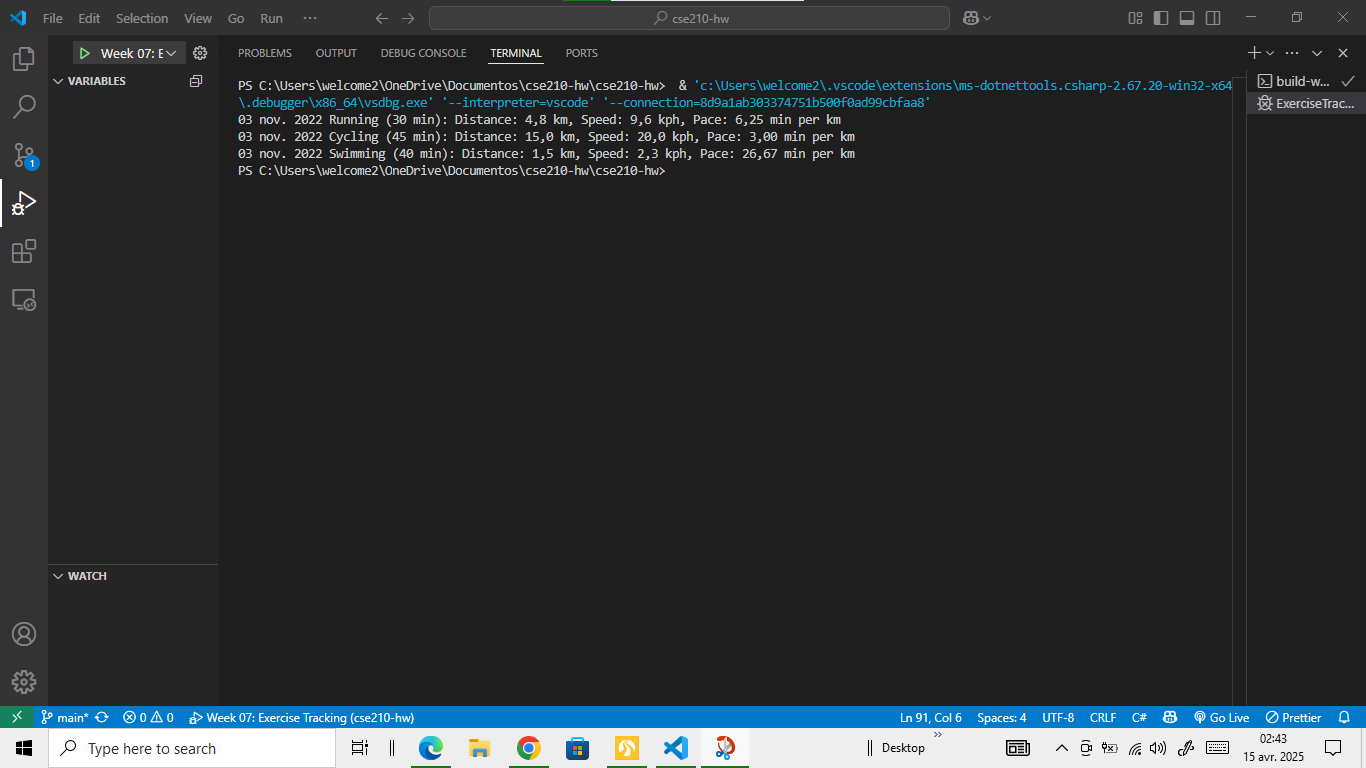 File Edit Selection View Go Run ···
cse210-hw
Week 07: E
PROBLEMS OUTPUT DEBUG CONSOLE TERMINAL PORTS
VARIABLES
PS C:\Users\welcome2\OneDrive\Documentos\cse210-hw\cse210-hw> & 'c:\Users\welcome2\.vscode\extensions\ms-dotnettools.csharp-2.67.20-win32-x64
\.debugger\x86_64\vsdbg.exe' '--interpreter=vscode' '--connection=8d9a1ab303374751b500f0ad99cbfaa8'
03 nov. 2022 Running (30 min): Distance: 4,8 km, Speed: 9,6 kph, Pace: 6,25 min per km
03 nov. 2022 Cycling (45 min): Distance: 15,0 km, Speed: 20,0 kph, Pace: 3,00 min per km
03 nov. 2022 Swimming (40 min): Distance: 1,5 km, Speed: 2,3 kph, Pace: 26,67 min per km
PS C:\Users\welcome2\OneDrive\Documentos\cse210-hw\cse210-hw>
build-w...
ExerciseTrac...
1
WATCH
main* 0 0 Week 07: Exercise Tracking (cse210-hw) Ln 91, Col 6 Spaces: 4 UTF-8 CRLF C# Go Live Prettier
Type here to search Desktop 02:43
15 avr. 2025